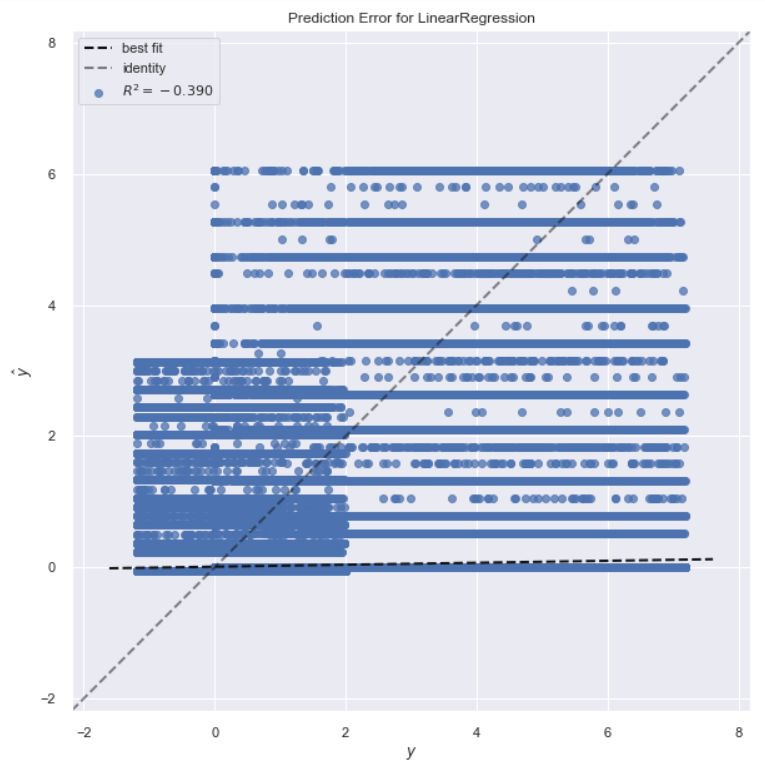 Prediction Error for LinearRegression
best fit
identity
R² = −0.390
8
6
4
2
0
−2
ŷ
−2 0 2 4 6 8
y